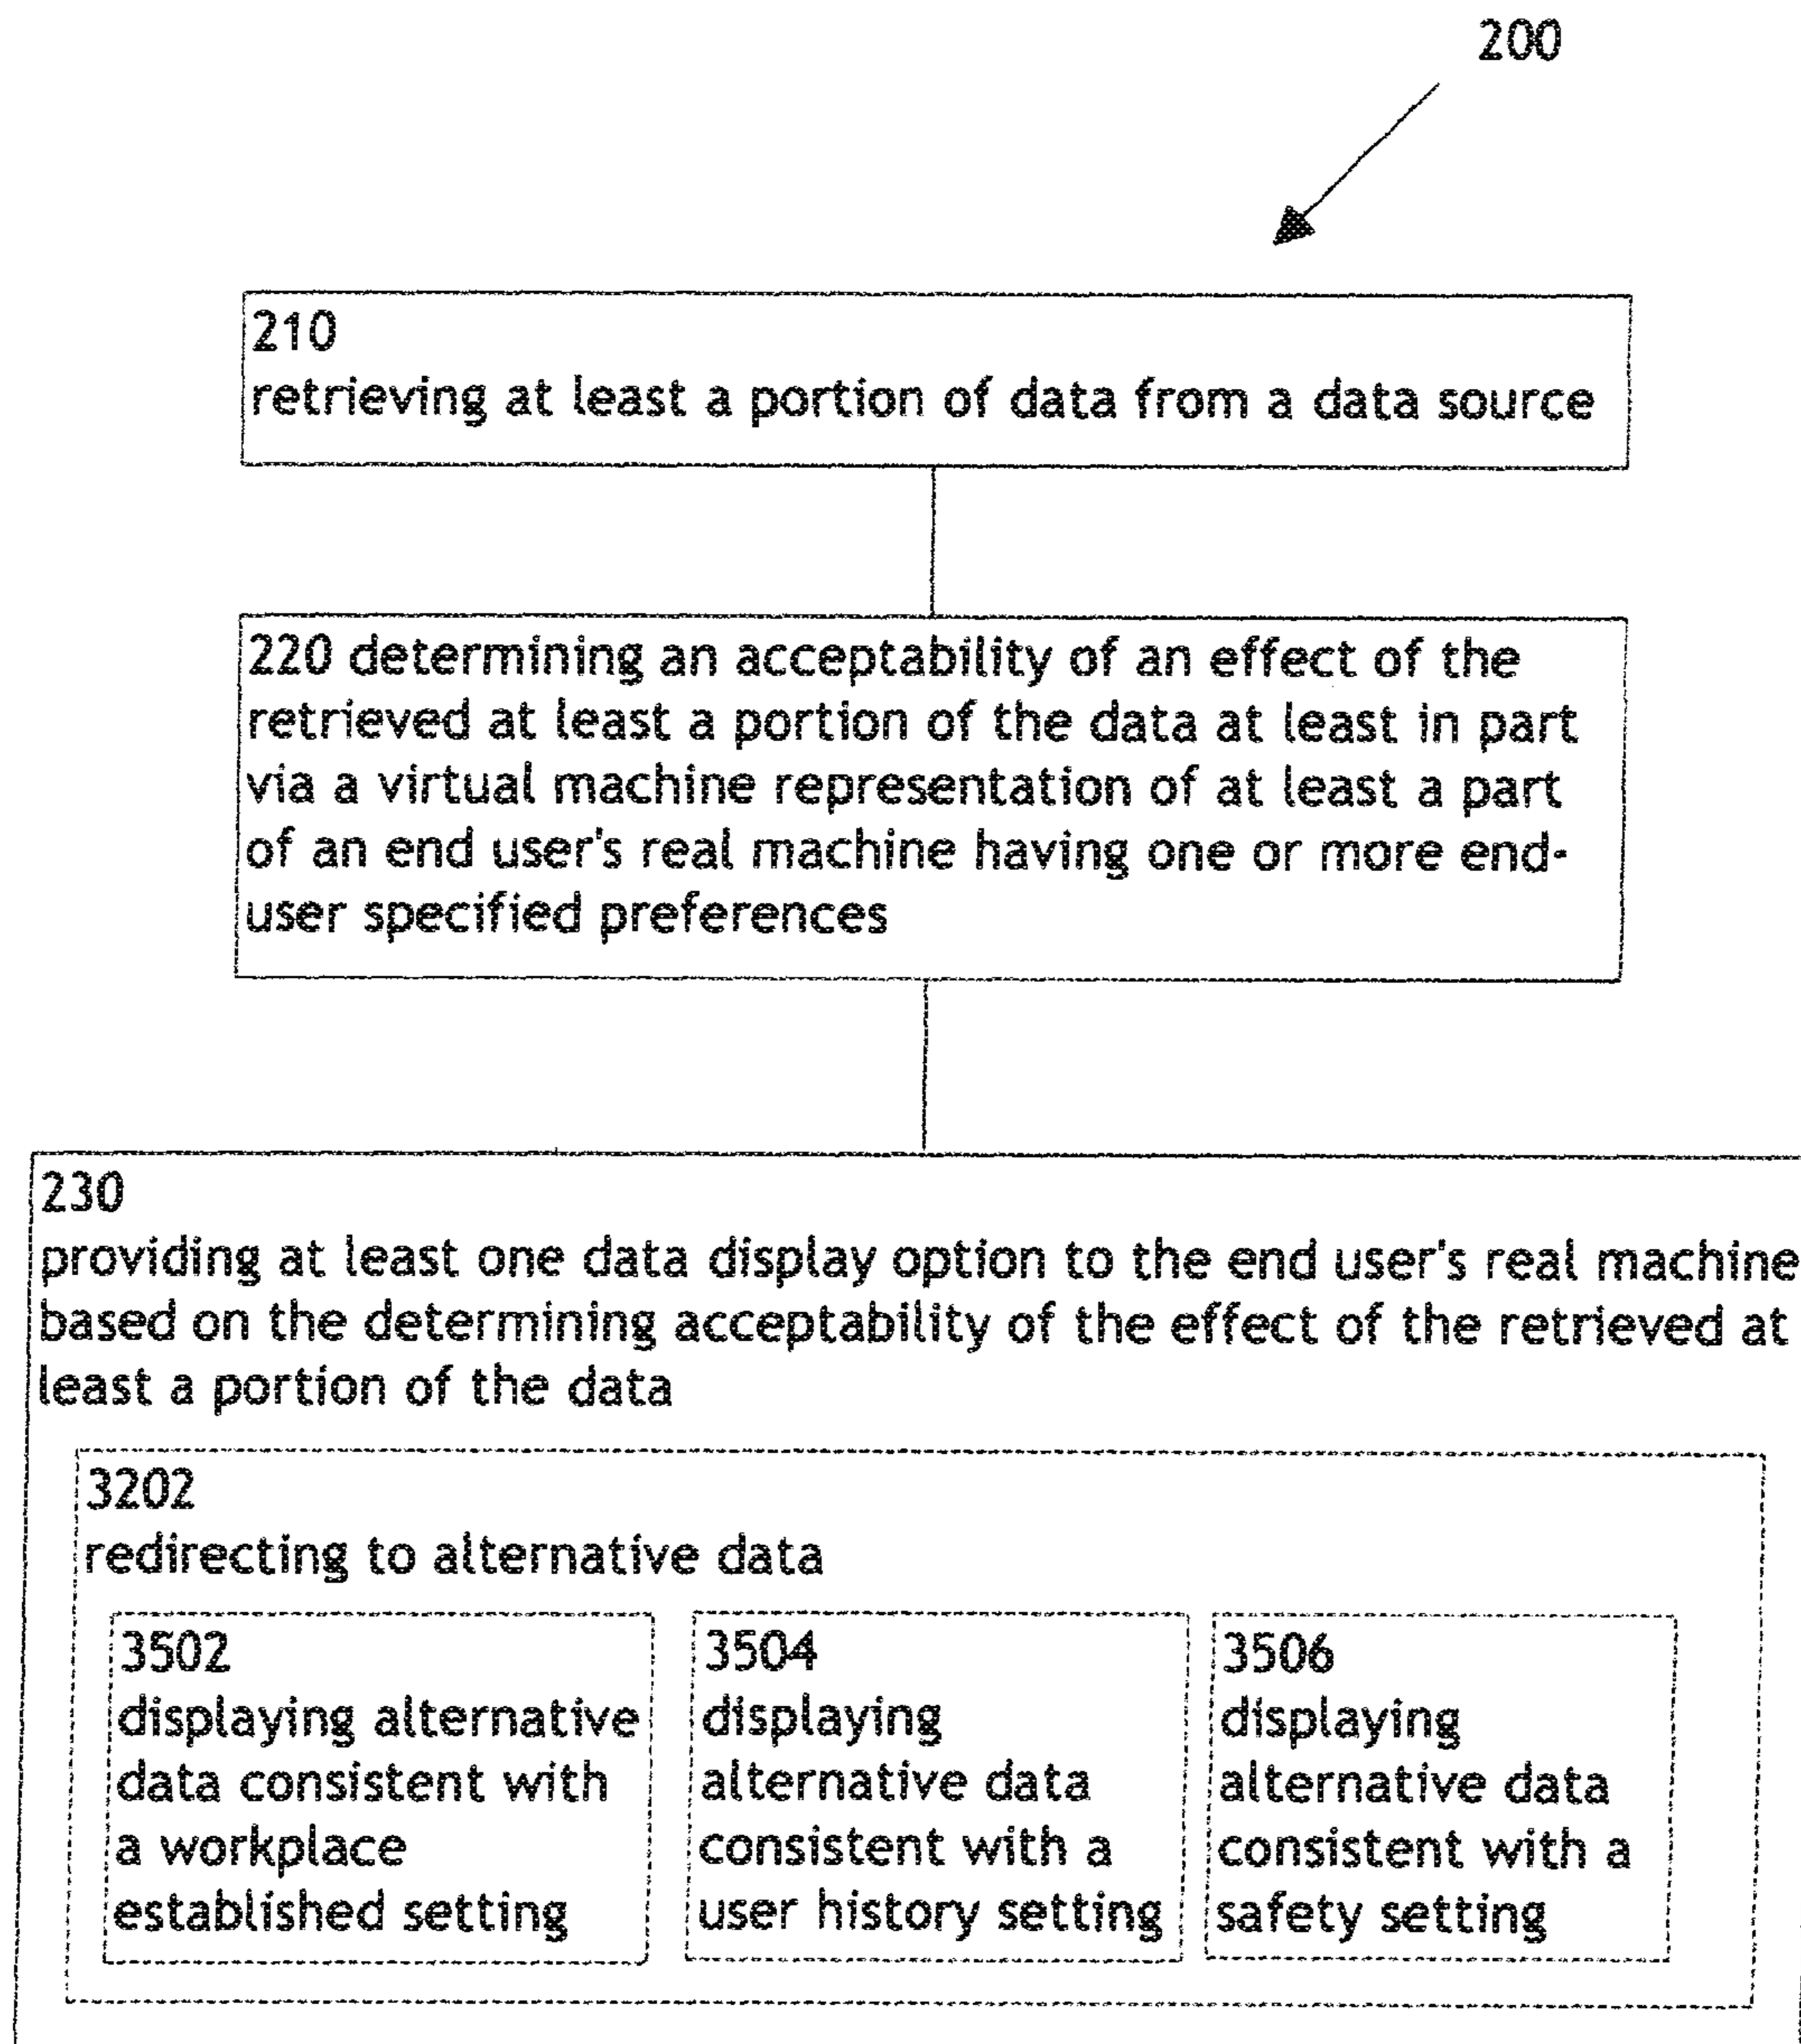 200
210
retrieving at least a portion of data from a data source
220 determining an acceptability of an effect of the
retrieved at least a portion of the data at least in part
via a virtual machine representation of at least a part
of an end user's real machine having one or more end-
user specified preferences
230
providing at least one data display option to the end user's real machine
based on the determining acceptability of the effect of the retrieved at
least a portion of the data
3202
redirecting to alternative data
3502
displaying alternative
data consistent with
a workplace
established setting
3504
displaying
alternative data
consistent with a
user history setting
3506
displaying
alternative data
consistent with a
safety setting